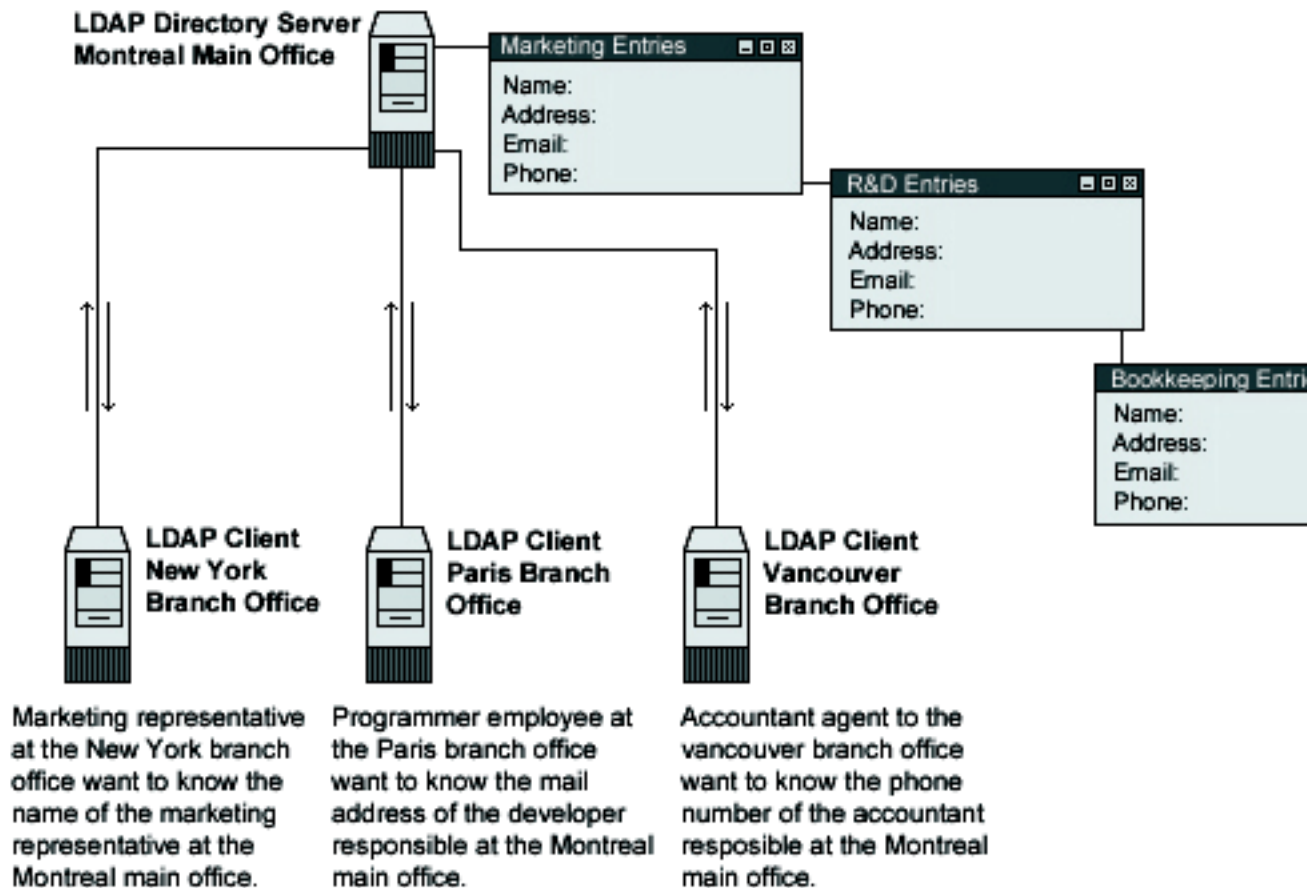 LDAP Directory Server
Montreal Main Office
Marketing Entries
Name:
Address:
Email:
Phone:
R&D Entries
Name:
Address:
Email:
Phone:
Bookkeeping Entrie
Name:
Address:
Email:
Phone:
LDAP Client
New York
Branch Office
LDAP Client
Paris Branch
Office
LDAP Client
Vancouver
Branch Office
Marketing representative
at the New York branch
office want to know the
name of the marketing
representative at the
Montreal main office.
Programmer employee at
the Paris branch office
want to know the mail
address of the developer
responsible at the Montreal
main office.
Accountant agent to the
vancouver branch office
want to know the phone
number of the accountant
resposible at the Montreal
main office.